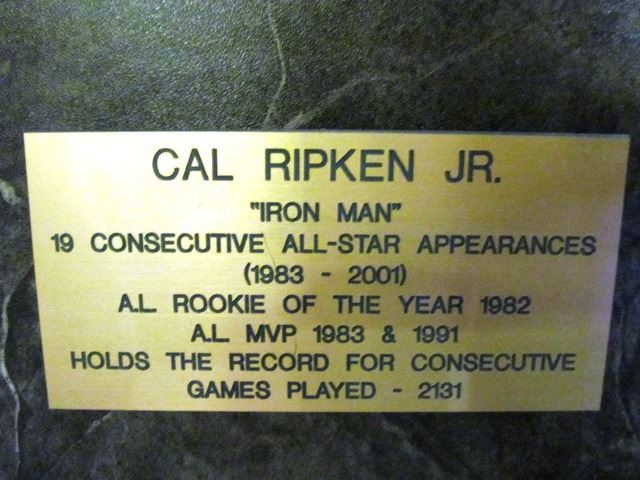 CAL RIPKEN JR.
"IRON MAN"
19 CONSECUTIVE ALL-STAR APPEARANCES
(1983 - 2001)
A.L. ROOKIE OF THE YEAR 1982
A.L. MVP 1983 & 1991
HOLDS THE RECORD FOR CONSECUTIVE
GAMES PLAYED - 2131